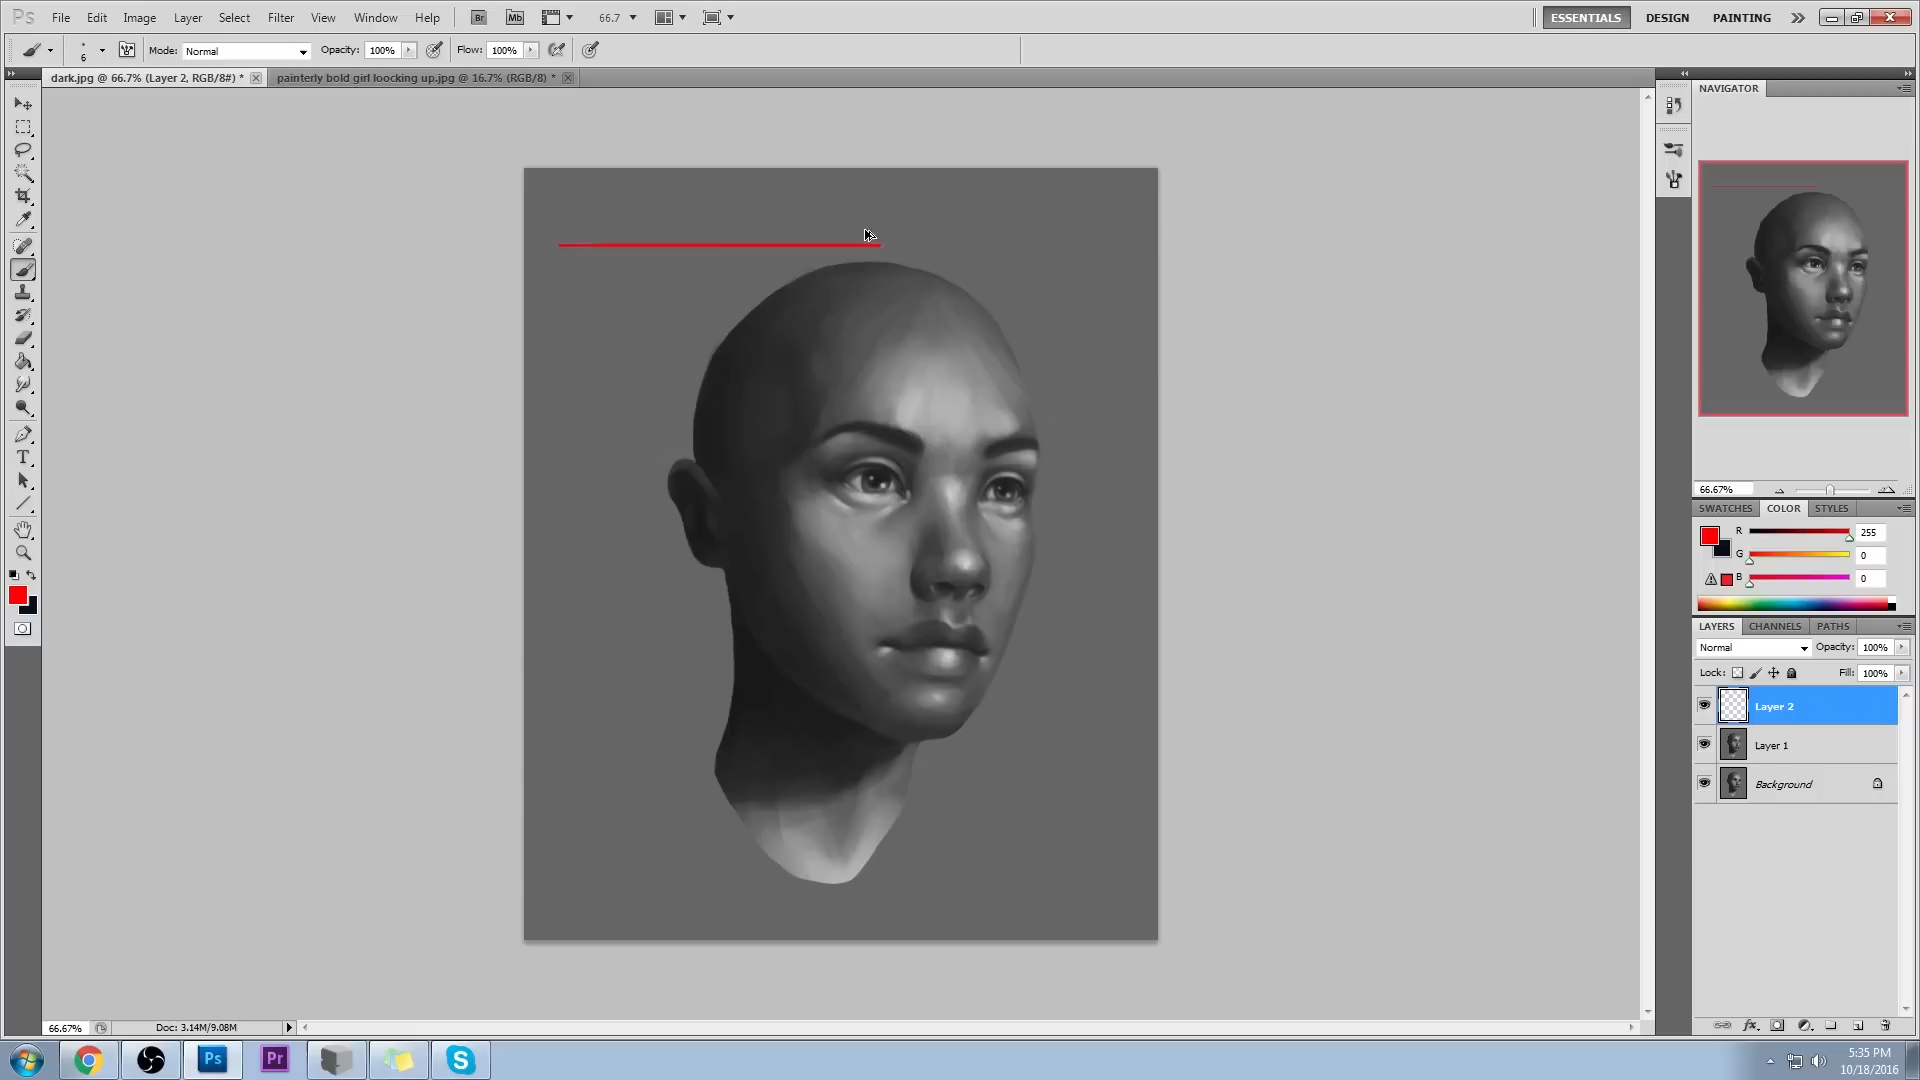 Ps File Edit Image Layer Select Filter View Window Help Br Mb 66.7 ESSENTIALS DESIGN PAINTING
6 Mode: Normal Opacity: 100% Flow: 100%
dark.jpg @ 66.7% (Layer 2, RGB/8#) * painterly bold girl loocking up.jpg @ 16.7% (RGB/8) *
NAVIGATOR
66.67%
SWATCHES COLOR STYLES
R 255
G 0
B 0
T
LAYERS CHANNELS PATHS
Normal Opacity: 100%
Lock: Fill: 100%
Layer 2
Layer 1
Background
66.67% Doc: 3.14M/9.08M
fx
Ps Pr S
5:35 PM
10/18/2016